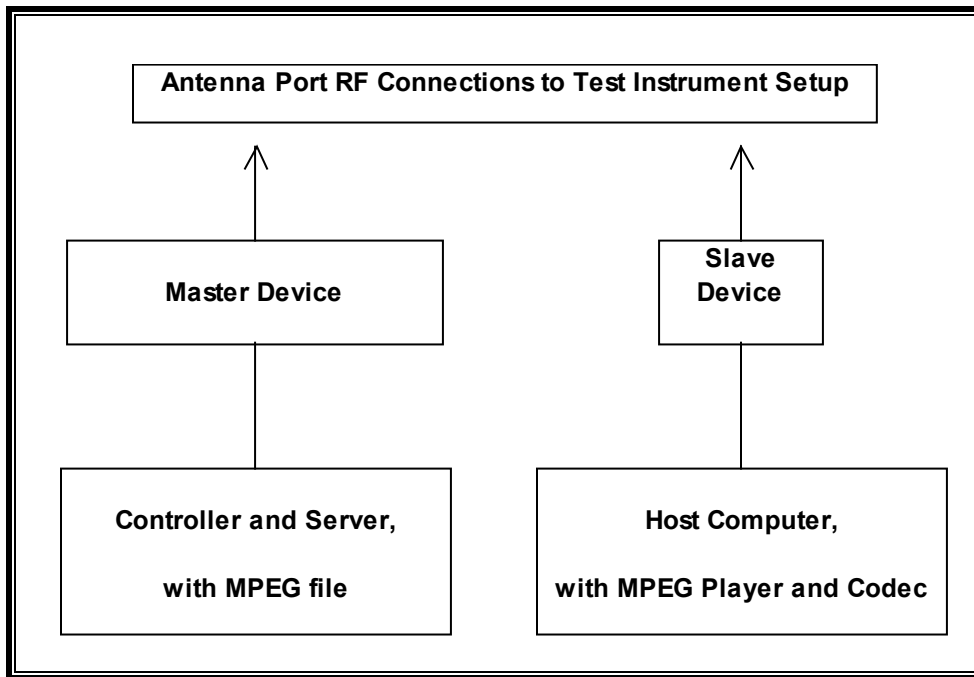 Antenna Port RF Connections to Test Instrument Setup
Master Device
Slave
Device
Controller and Server,
with MPEG file
Host Computer,
with MPEG Player and Codec